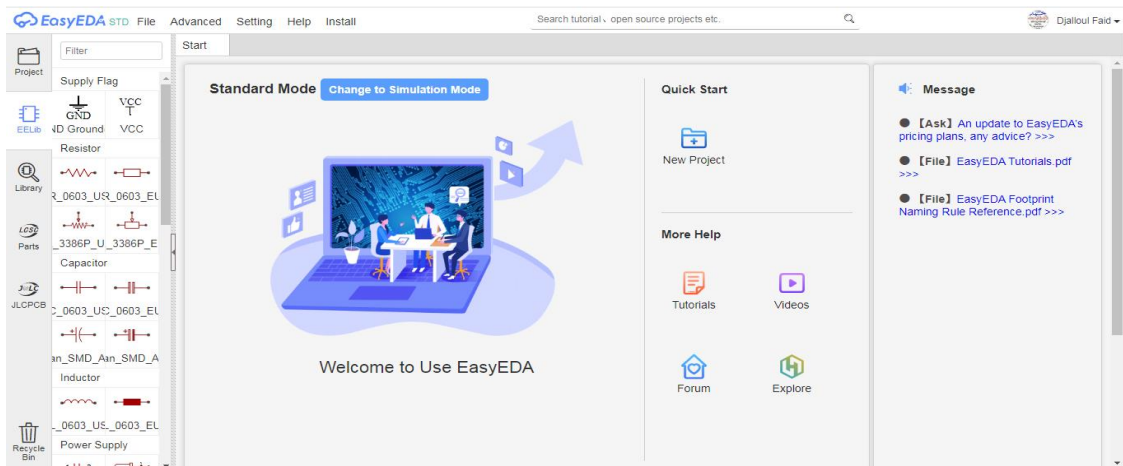 EasyEDA STD File Advanced Setting Help Install Search tutorial、open source projects etc. Djalloul Faid
Project
EELib
Library
LCSC
Parts
JLCPCB
Recycle
Bin
Filter
Supply Flag
GND VCC
ND Ground VCC
Resistor
R_0603_US R_0603_EU
_3386P_U _3386P_E
Capacitor
C_0603_US _0603_EU
an_SMD_A an_SMD_A
Inductor
L_0603_US _0603_EU
Power Supply
Start
Standard Mode Change to Simulation Mode
Welcome to Use EasyEDA
Quick Start
New Project
More Help
Tutorials Videos
Forum Explore
Message
【Ask】An update to EasyEDA's
pricing plans, any advice? >>>
【File】EasyEDA Tutorials.pdf
>>>
【File】EasyEDA Footprint
Naming Rule Reference.pdf >>>